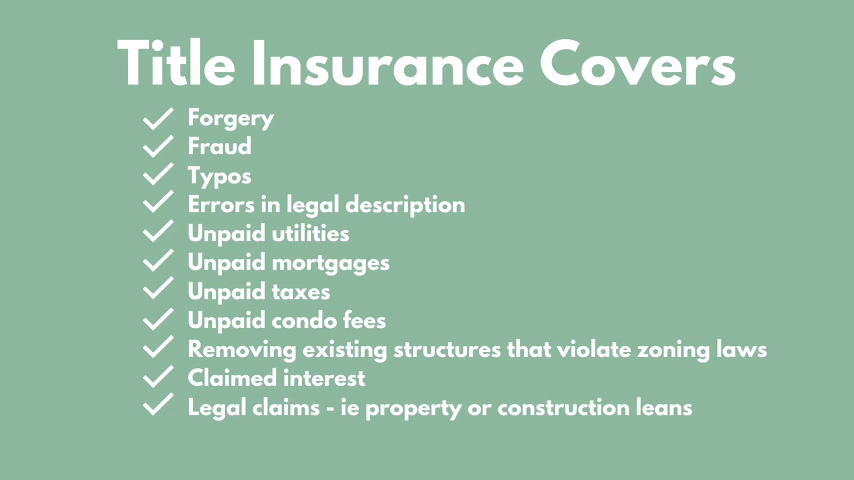 Title Insurance Covers
Forgery
Fraud
Typos
Errors in legal description
Unpaid utilities
Unpaid mortgages
Unpaid taxes
Unpaid condo fees
Removing existing structures that violate zoning laws
Claimed interest
Legal claims - ie property or construction leans